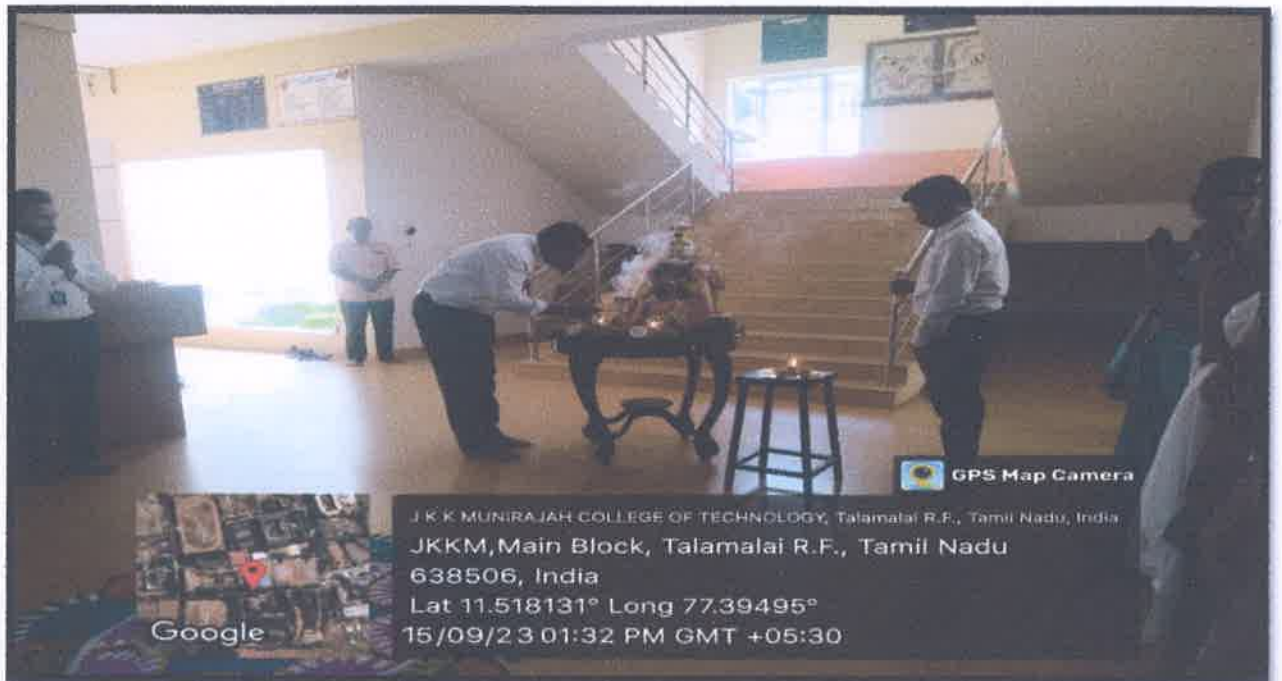 GPS Map Camera
J K K MUNIRAJAH COLLEGE OF TECHNOLOGY, Talamalai R.F., Tamil Nadu, India
JKKM,Main Block, Talamalai R.F., Tamil Nadu
638506, India
Lat 11.518131° Long 77.39495°
15/09/23 01:32 PM GMT +05:30
Google